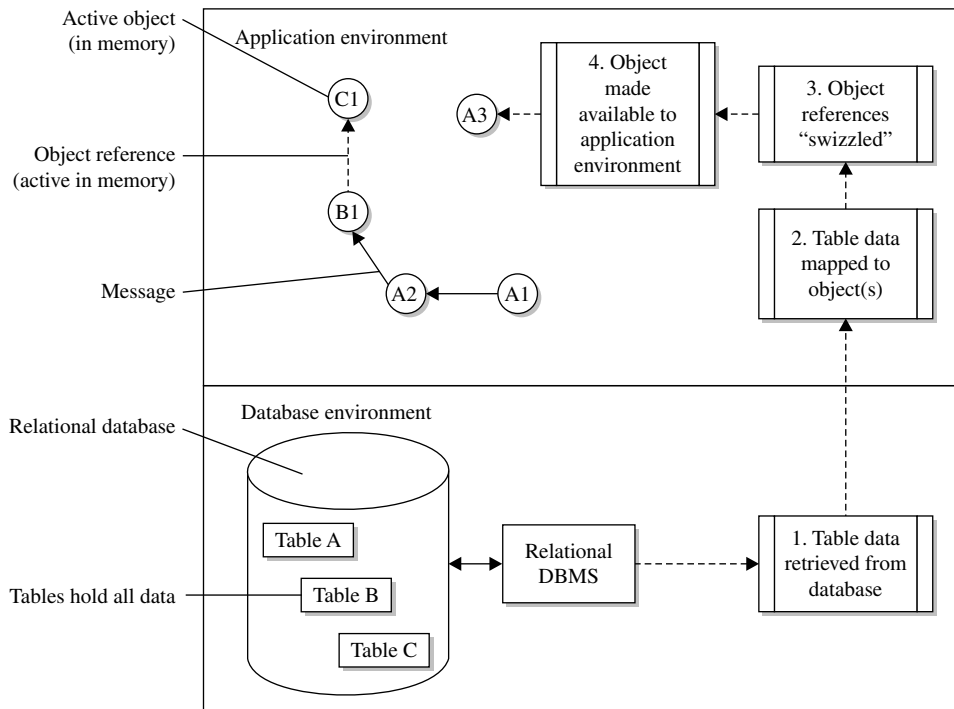 Active object
(in memory)
Application environment
C1
A3
4. Object
made
available to
application
environment
3. Object
references
“swizzled”
Object reference
(active in memory)
B1
2. Table data
mapped to
object(s)
Message
A2
A1
Database environment
Relational database
Table A
Relational
DBMS
1. Table data
retrieved from
database
Tables hold all data
Table B
Table C